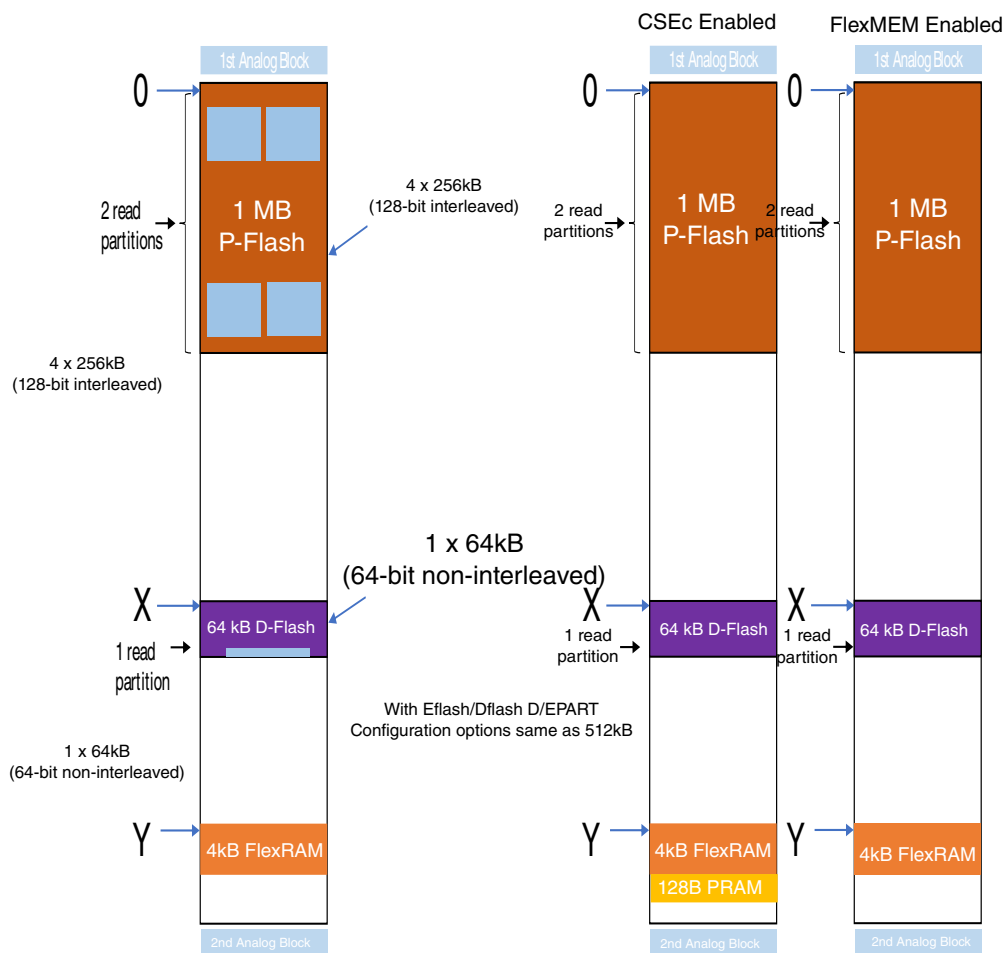 CSEc Enabled
FlexMEM Enabled
1st Analog Block
1st Analog Block
1st Analog Block
0
0
0
4 x 256kB
(128-bit interleaved)
2 read
partitions
1 MB
P-Flash
2 read
partitions
1 MB
P-Flash
2 read
partitions
1 MB
P-Flash
4 x 256kB
(128-bit interleaved)
1 x 64kB
(64-bit non-interleaved)
X
X
X
64 kB D-Flash
64 kB D-Flash
64 kB D-Flash
1 read
partition
1 read
partition
1 read
partition
With Eflash/Dflash D/EPART
Configuration options same as 512kB
1 x 64kB
(64-bit non-interleaved)
Y
Y
Y
4kB FlexRAM
4kB FlexRAM
4kB FlexRAM
128B PRAM
2nd Analog Block
2nd Analog Block
2nd Analog Block